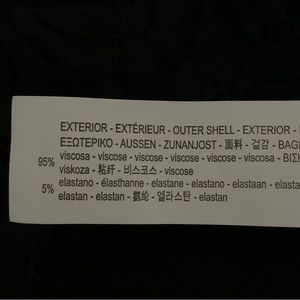 EXTERIOR - EXTÉRIEUR - OUTER SHELL - EXTERIOR -
ΕΞΩΤΕΡΙΚΟ - AUSSEN - ZUNANJOST - 面料 - 겉감 - BAG
95% viscosa - viscose - viscose - viscose - viscose - viscosa - ΒΙΣ
viskoza - 粘纤 - 비스코스 - viscose
5% elastano - élasthanne - elastane - elastano - elastaan - elasta
elastan - elastan - 氨纶 - 엘라스탄 - elastan